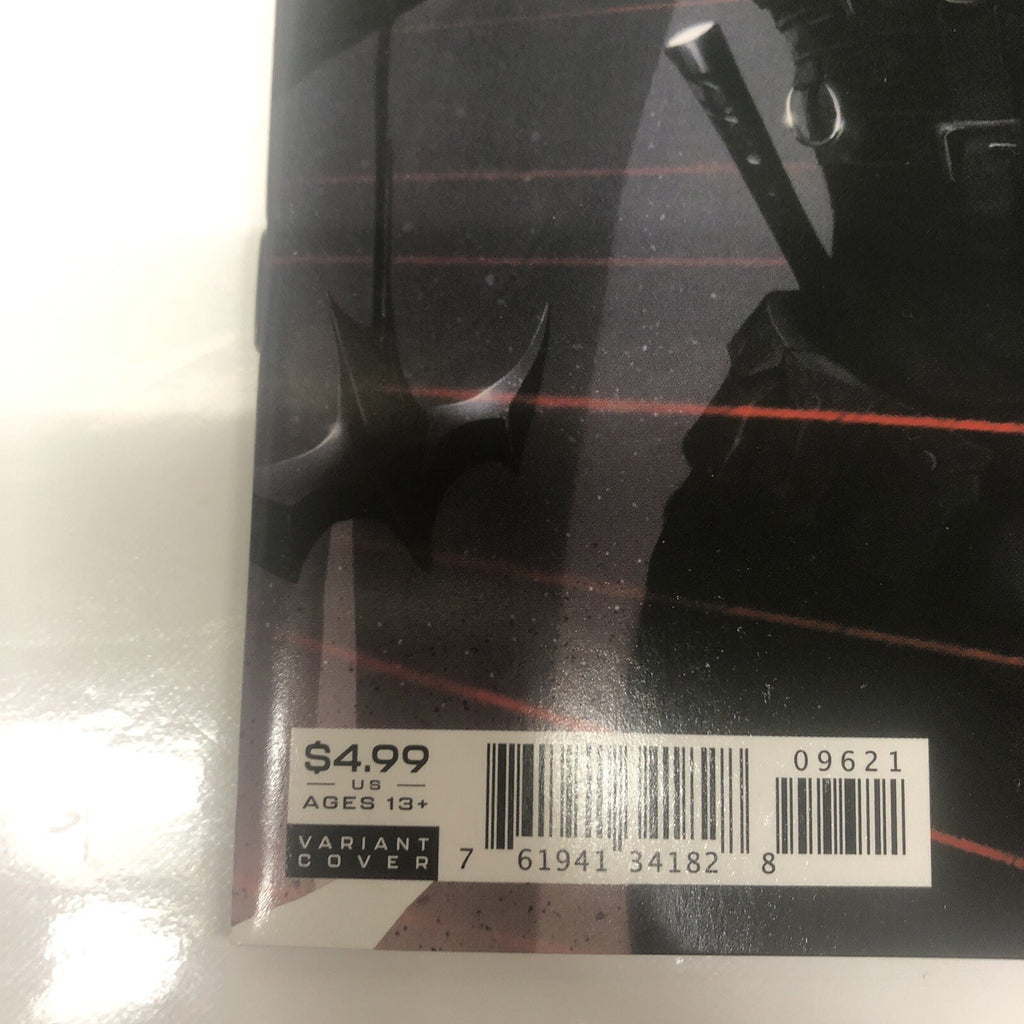 $4.99
US
AGES 13+
VARIANT
COVER
7 61941 34182 8
09621